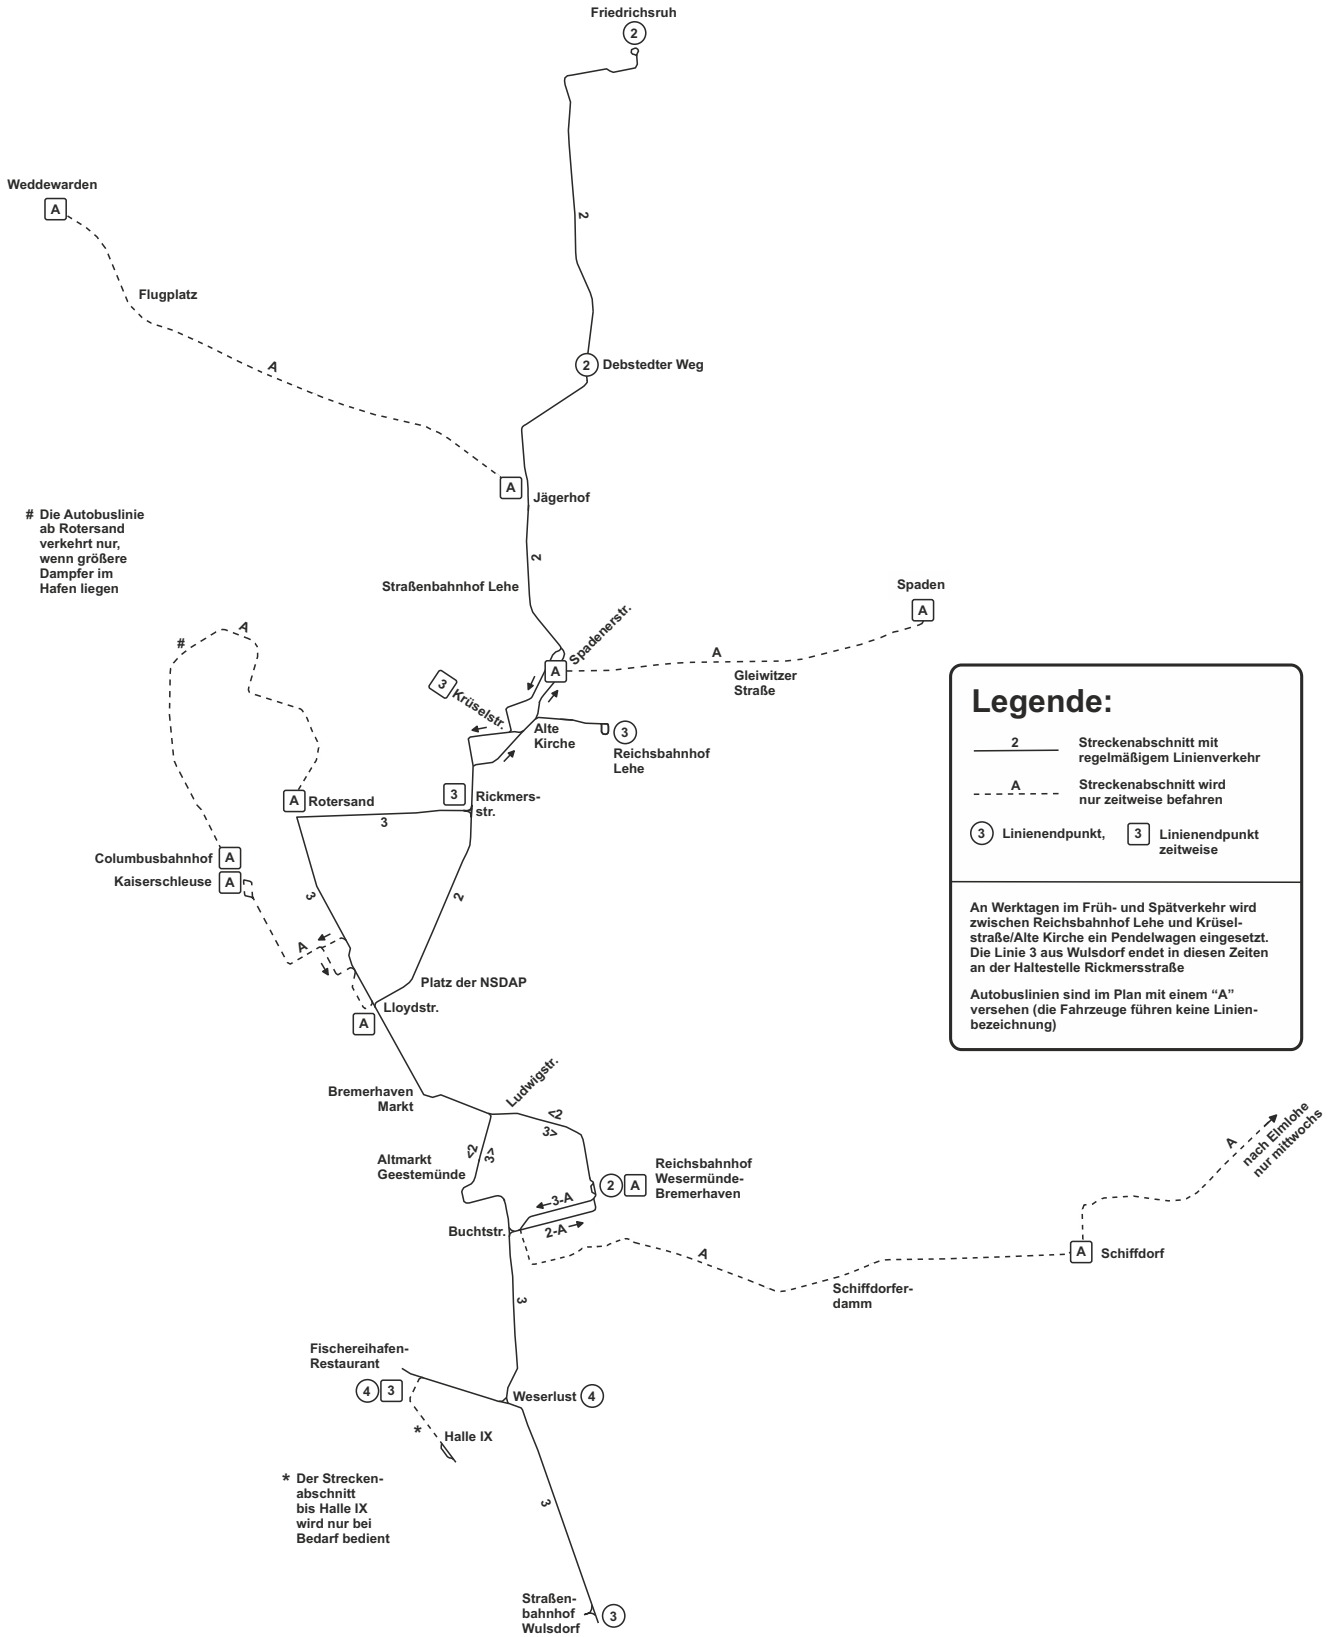 Friedrichsruh
2
2
Weddewarden
A
Flugplatz
A
2
Debstedter Weg
A
Jägerhof
# Die Autobuslinie
ab Rotersand
verkehrt nur,
wenn größere
Dampfer im
Hafen liegen
2
Straßenbahnhof Lehe
Spaden
A
Spadenerstr.
A
A
Gleiwitzer
Straße
#
A
3
Krüselstr.
Alte
Kirche
3
Reichsbahnhof
Lehe
A
Rotersand
3
Rickmers-
str.
3
Columbusbahnhof
A
Kaiserschleuse
A
3
2
A
Platz der NSDAP
Lloydstr.
A
Legende:
2
Streckenabschnitt mit
regelmäßigem Linienverkehr
A
Streckenabschnitt wird
nur zeitweise befahren
3
Linienendpunkt,
3
Linienendpunkt
zeitweise
An Werktagen im Früh- und Spätverkehr wird
zwischen Reichsbahnhof Lehe und Krüsel-
straße/Alte Kirche ein Pendelwagen eingesetzt.
Die Linie 3 aus Wulsdorf endet in diesen Zeiten
an der Haltestelle Rickmersstraße
Autobuslinien sind im Plan mit einem “A”
versehen (die Fahrzeuge führen keine Linien-
bezeichnung)
Bremerhaven
Markt
Ludwigstr.
<2
3>
<2
3>
Altmarkt
Geestemünde
2
A
Reichsbahnhof
Wesermünde-
Bremerhaven
3-A
2-A
Buchtstr.
A
nach Elmlohe
nur mittwochs
A
A
Schiffdorf
Schiffdorfer-
damm
3
Fischereihafen-
Restaurant
4
3
Weserlust
4
*
Halle IX
* Der Strecken-
abschnitt
bis Halle IX
wird nur bei
Bedarf bedient
3
Straßen-
bahnhof
Wulsdorf
3